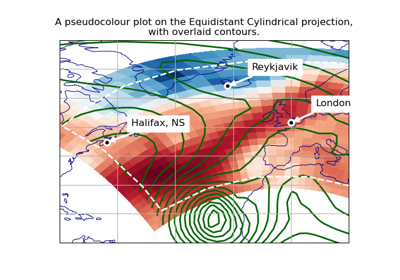 A pseudocolour plot on the Equidistant Cylindrical projection,
with overlaid contours.
Reykjavik
London
Halifax, NS